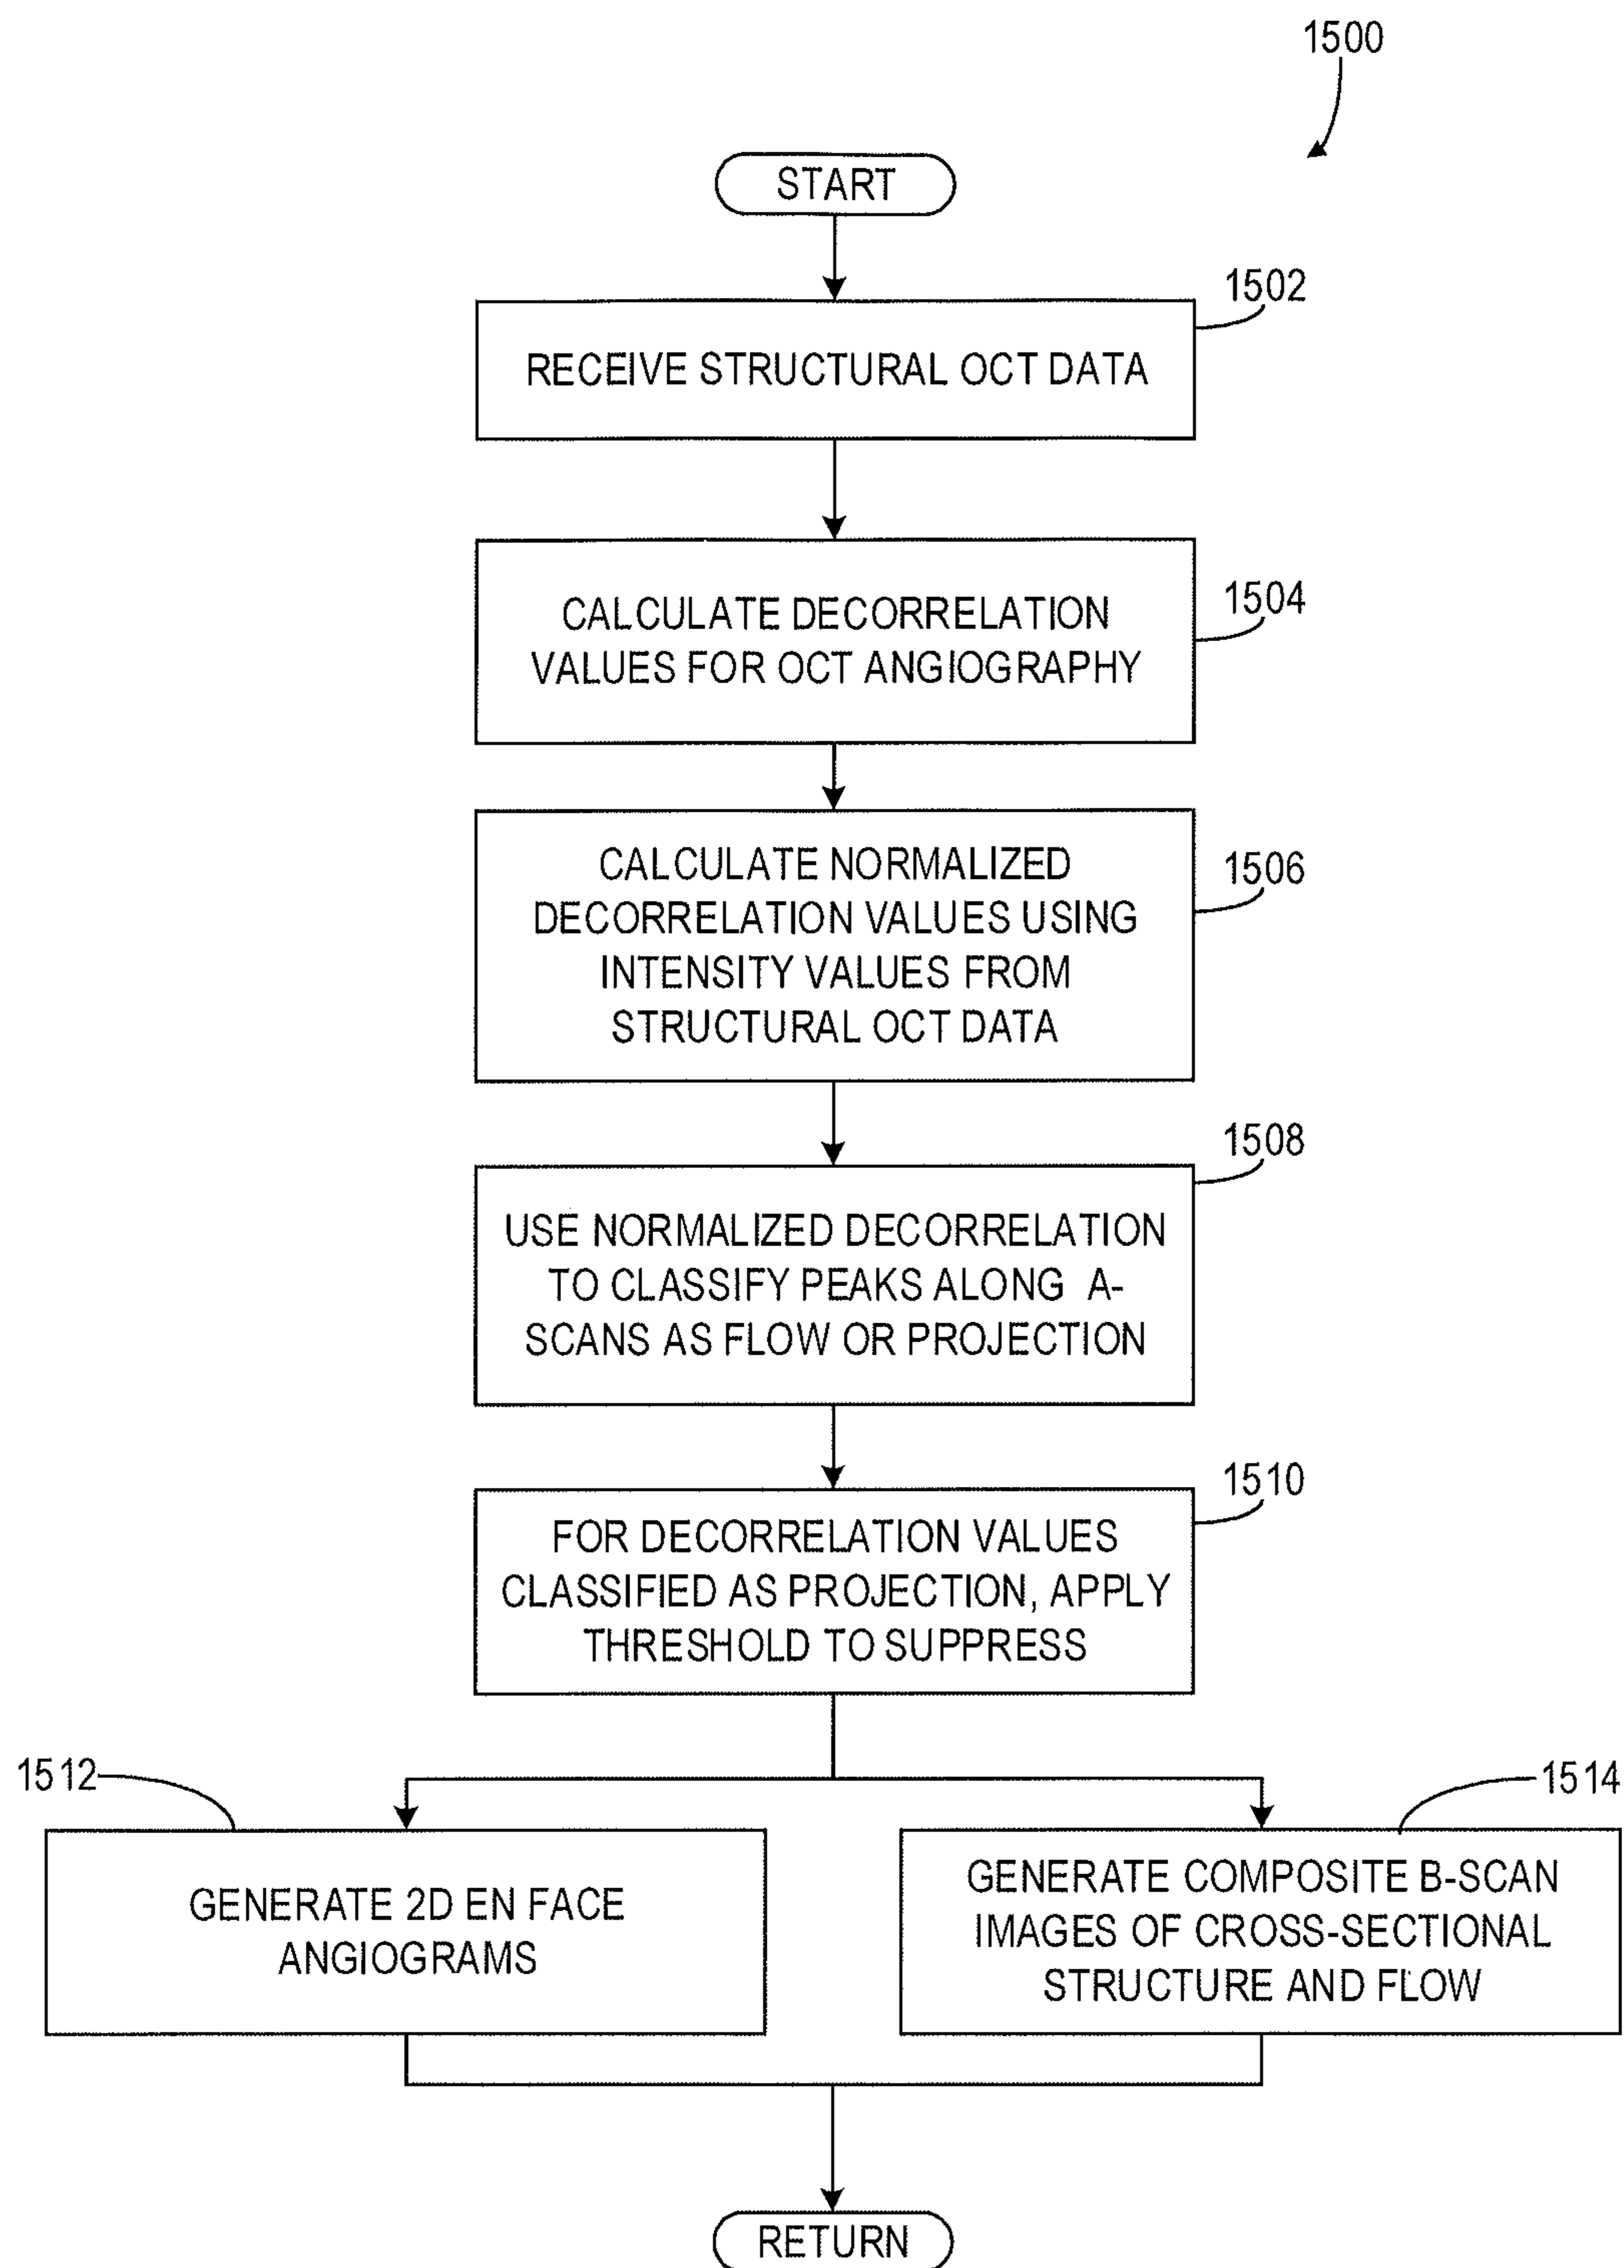 1500
START
1502
RECEIVE STRUCTURAL OCT DATA
1504
CALCULATE DECORRELATION
VALUES FOR OCT ANGIOGRAPHY
1506
CALCULATE NORMALIZED
DECORRELATION VALUES USING
INTENSITY VALUES FROM
STRUCTURAL OCT DATA
1508
USE NORMALIZED DECORRELATION
TO CLASSIFY PEAKS ALONG A-
SCANS AS FLOW OR PROJECTION
1510
FOR DECORRELATION VALUES
CLASSIFIED AS PROJECTION, APPLY
THRESHOLD TO SUPPRESS
1512
GENERATE 2D EN FACE
ANGIOGRAMS
1514
GENERATE COMPOSITE B-SCAN
IMAGES OF CROSS-SECTIONAL
STRUCTURE AND FLOW
RETURN